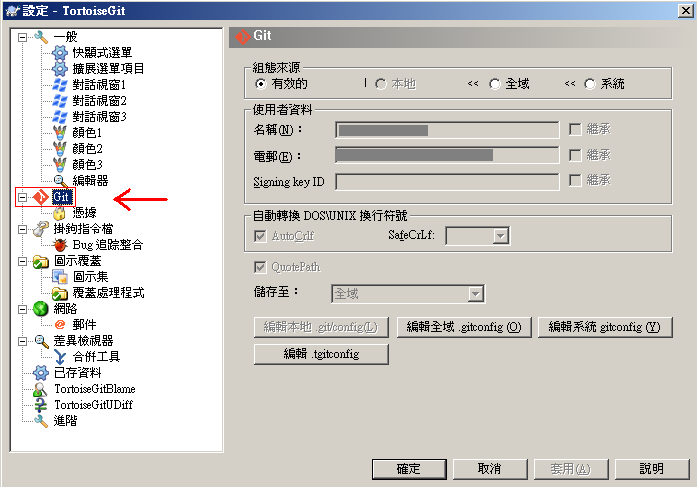 設定 - TortoiseGit
一般
快顯式選單
擴展選單項目
對話視窗1
對話視窗2
對話視窗3
顏色1
顏色2
顏色3
編輯器
Git
憑據
掛鉤指令檔
Bug 追踪整合
圖示覆蓋
圖示集
覆蓋處理程式
網路
郵件
差異檢視器
合併工具
已存資料
TortoiseGitBlame
TortoiseGitUDiff
進階
Git
組態來源
有效的 | 本地 << 全域 << 系統
使用者資料
名稱(N)： 繼承
電郵(E)： 繼承
Signing key ID 繼承
自動轉換 DOS\UNIX 換行符號
AutoCrlf SafeCrLf:
QuotePath
儲存至： 全域
編輯本地 .git/config(L) 編輯全域 .gitconfig (O) 編輯系統 gitconfig (Y)
編輯 .tgitconfig
確定 取消 套用(A) 說明